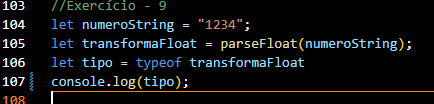 103 //Exercício - 9
104 let numeroString = "1234";
105 let transformaFloat = parseFloat(numeroString);
106 let tipo = typeof transformaFloat
107 console.log(tipo);
108